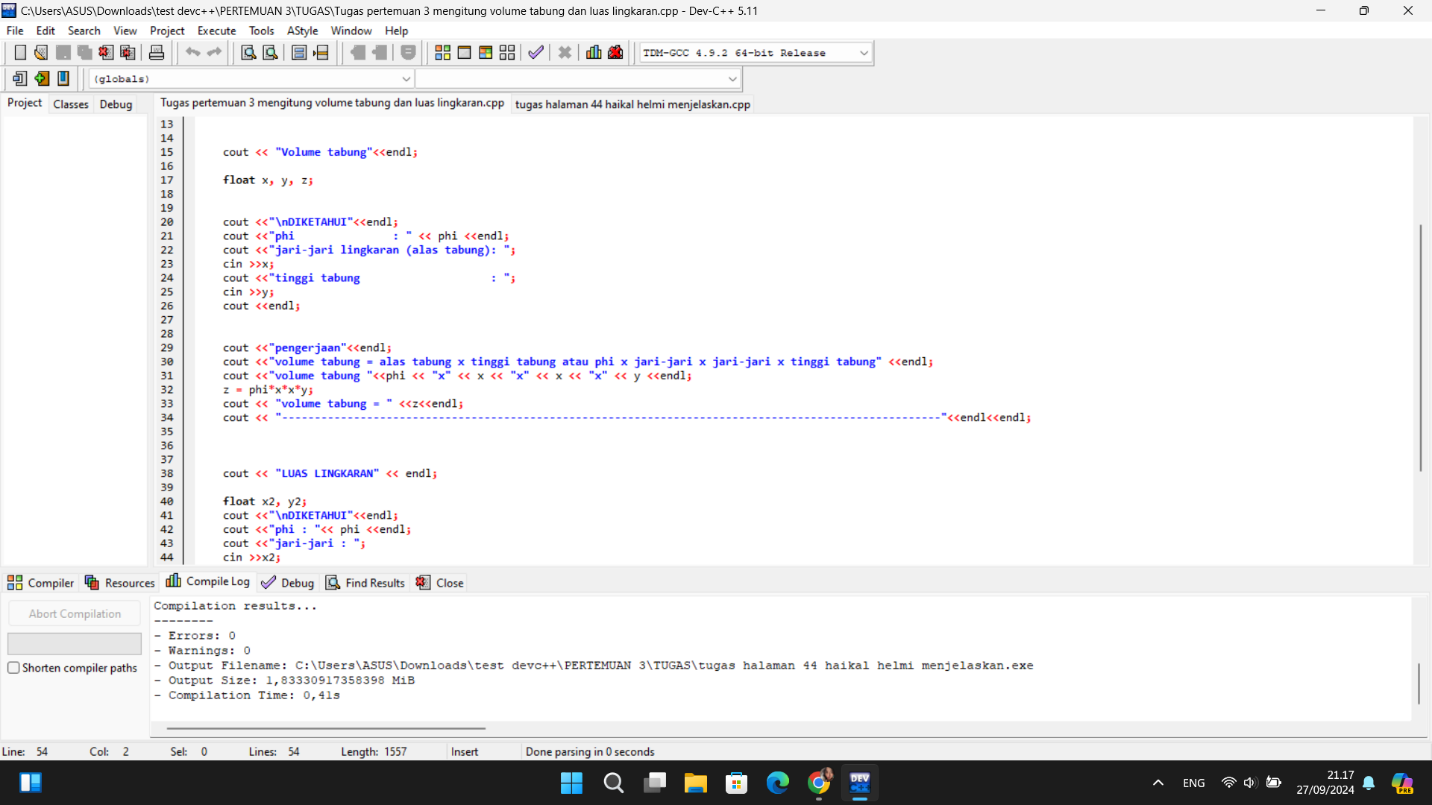 C:\Users\ASUS\Downloads\test devc++\PERTEMUAN 3\TUGAS\Tugas pertemuan 3 mengitung volume tabung dan luas lingkaran.cpp - Dev-C++ 5.11
File Edit Search View Project Execute Tools AStyle Window Help
TDM-GCC 4.9.2 64-bit Release
(globals)
Project Classes Debug
Tugas pertemuan 3 mengitung volume tabung dan luas lingkaran.cpp tugas halaman 44 haikal helmi menjelaskan.cpp
13
14
15 cout << "Volume tabung"<<endl;
16
17 float x, y, z;
18
19
20 cout <<"\nDIKETAHUI"<<endl;
21 cout <<"phi               : " << phi <<endl;
22 cout <<"jari-jari lingkaran (alas tabung): ";
23 cin >>x;
24 cout <<"tinggi tabung                    : ";
25 cin >>y;
26 cout <<endl;
27
28
29 cout <<"pengerjaan"<<endl;
30 cout <<"volume tabung = alas tabung x tinggi tabung atau phi x jari-jari x jari-jari x tinggi tabung" <<endl;
31 cout <<"volume tabung "<<phi << "x" << x << "x" << x << "x" << y <<endl;
32 z = phi*x*x*y;
33 cout << "volume tabung = " <<z<<endl;
34 cout << "-----------------------------------------------------------------------------------------------------"<<endl<<endl;
35
36
37
38 cout << "LUAS LINGKARAN" << endl;
39
40 float x2, y2;
41 cout <<"\nDIKETAHUI"<<endl;
42 cout <<"phi : "<< phi <<endl;
43 cout <<"jari-jari : ";
44 cin >>x2;
Compiler Resources Compile Log Debug Find Results Close
Abort Compilation
Shorten compiler paths
Compilation results...
--------
- Errors: 0
- Warnings: 0
- Output Filename: C:\Users\ASUS\Downloads\test devc++\PERTEMUAN 3\TUGAS\tugas halaman 44 haikal helmi menjelaskan.exe
- Output Size: 1,83330917358398 MiB
- Compilation Time: 0,41s
Line: 54 Col: 2 Sel: 0 Lines: 54 Length: 1557 Insert Done parsing in 0 seconds
DEV
C++
ENG
21.17
27/09/2024
PRE